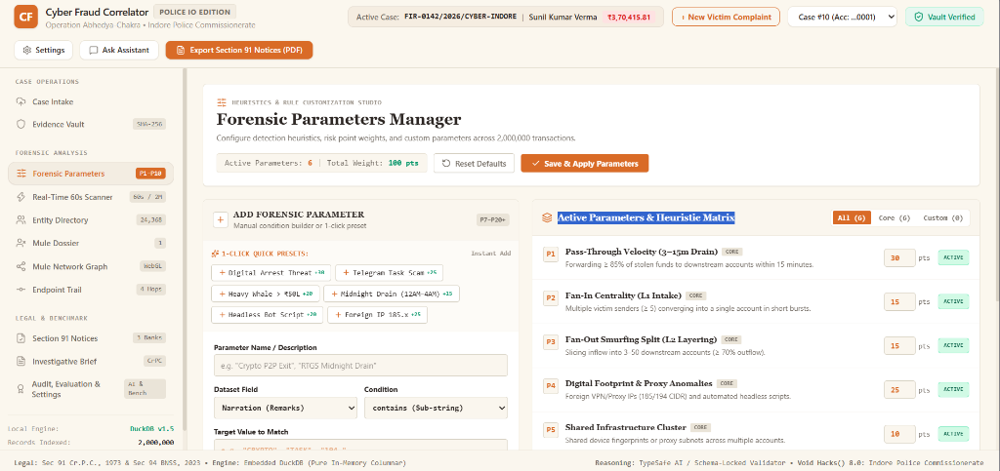 CF
Cyber Fraud Correlator
POLICE IO EDITION
Operation Abhedya-Chakra • Indore Police Commissionerate
Active Case: FIR-0142/2026/CYBER-INDORE | Sunil Kumar Verma ₹3,70,415.81
+ New Victim Complaint
Case #10 (Acc: ...0001)
Vault Verified
Settings
Ask Assistant
Export Section 91 Notices (PDF)
CASE OPERATIONS
Case Intake
Evidence Vault SHA-256
FORENSIC ANALYSIS
Forensic Parameters P1-P10
Real-Time 60s Scanner 60s / 2M
Entity Directory 24,368
Mule Dossier 1
Mule Network Graph WebGL
Endpoint Trail 4 Hops
LEGAL & BENCHMARK
Section 91 Notices 3 Banks
Investigative Brief CrPC
Audit, Evaluation & Settings AI & Bench
Local Engine: DuckDB v1.5
Records Indexed: 2,000,000
HEURISTICS & RULE CUSTOMIZATION STUDIO
Forensic Parameters Manager
Configure detection heuristics, risk point weights, and custom parameters across 2,000,000 transactions.
Active Parameters: 6 | Total Weight: 100 pts
Reset Defaults
Save & Apply Parameters
+ ADD FORENSIC PARAMETER
Manual condition builder or 1-click preset
P7-P20+
1-CLICK QUICK PRESETS:
Instant Add
+ Digital Arrest Threat +30
+ Telegram Task Scam +25
+ Heavy Whale > ₹50L +20
+ Midnight Drain (12AM-4AM) +15
+ Headless Bot Script +20
+ Foreign IP 185.x +25
Parameter Name / Description
e.g. "Crypto P2P Exit", "RTGS Midnight Drain"
Dataset Field
Condition
Narration (Remarks)
contains (Sub-string)
Target Value to Match
Active Parameters & Heuristic Matrix
All (6)
Core (6)
Custom (0)
P1 Pass-Through Velocity (3–15m Drain) CORE
Forwarding ≥ 85% of stolen funds to downstream accounts within 15 minutes.
30 pts ACTIVE
P2 Fan-In Centrality (L1 Intake) CORE
Multiple victim senders (≥ 5) converging into a single account in short bursts.
15 pts ACTIVE
P3 Fan-Out Smurfing Split (L2 Layering) CORE
Slicing inflow into 3-50 downstream accounts (≥ 70% outflow).
15 pts ACTIVE
P4 Digital Footprint & Proxy Anomalies CORE
Foreign VPN/Proxy IPs (185/194 CIDR) and automated headless scripts.
25 pts ACTIVE
P5 Shared Infrastructure Cluster CORE
Shared device fingerprints or proxy subnets across multiple accounts.
10 pts ACTIVE
Legal: Sec 91 Cr.P.C., 1973 & Sec 94 BNSS, 2023 • Engine: Embedded DuckDB (Pure In-Memory Columnar)
Reasoning: TypeSafe AI / Schema-Locked Validator • Void Hacks() 8.0: Indore Police Commissionerate